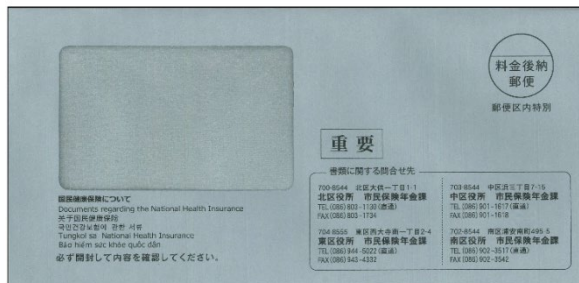 料金後納
郵便
郵便区内特別
重要
書類に関する問合せ先
700-8544 北区大供一丁目1-1
北区役所 市民保険年金課
TEL (086) 803-1130 (直通)
FAX (086) 803-1734
703-8544 中区浜三丁目7-15
中区役所 市民保険年金課
TEL (086) 901-1617 (直通)
FAX (086) 901-1618
704-8555 東区西大寺南一丁目2-4
東区役所 市民保険年金課
TEL (086) 944-5022 (直通)
FAX (086) 943-4332
702-8544 南区浦安南町495-5
南区役所 市民保険年金課
TEL (086) 902-3517 (直通)
FAX (086) 902-3542
国民健康保険について
Documents regarding the National Health Insurance
关于国民健康保险
국민건강보험에 관한 서류
Tungkol sa National Health Insurance
Bảo hiểm sức khỏe quốc dân
必ず開封して内容を確認してください。